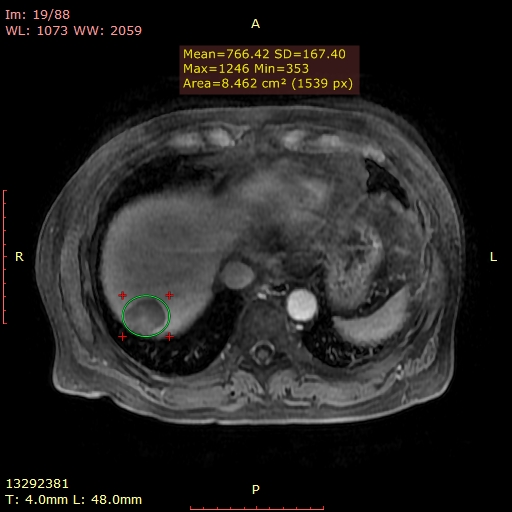 Im: 19/88
WL: 1073 WW: 2059
A
Mean=766.42 SD=167.40
Max=1246 Min=353
Area=8.462 cm² (1539 px)
R
L
13292381
T: 4.0mm L: 48.0mm
P